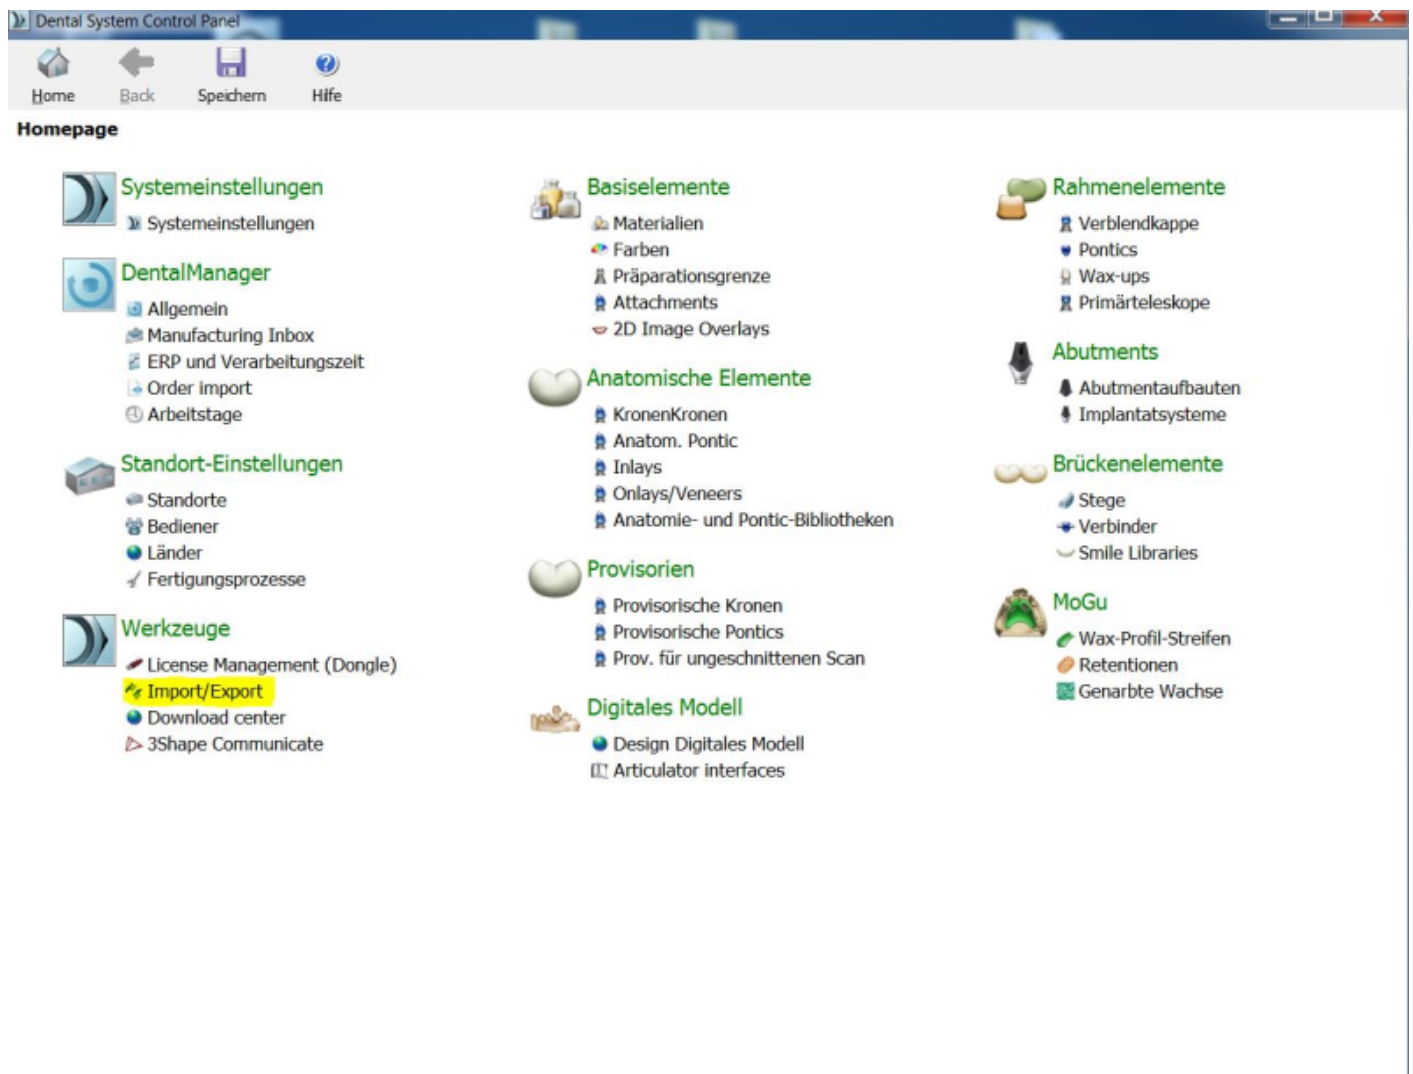 Dental System Control Panel
Home Back Speichern Hilfe
Homepage
Systemeinstellungen
Systemeinstellungen
DentalManager
Allgemein
Manufacturing Inbox
ERP und Verarbeitungszeit
Order import
Arbeitstage
Standort-Einstellungen
Standorte
Bediener
Länder
Fertigungsprozesse
Werkzeuge
License Management (Dongle)
Import/Export
Download center
3Shape Communicate
Basiselemente
Materialien
Farben
Präparationsgrenze
Attachments
2D Image Overlays
Anatomische Elemente
KronenKronen
Anatom. Pontic
Inlays
Onlays/Veneers
Anatomie- und Pontic-Bibliotheken
Provisorien
Provisorische Kronen
Provisorische Pontics
Prov. für ungeschnittenen Scan
Digitales Modell
Design Digitales Modell
Articulator interfaces
Rahmenelemente
Verblendkappe
Pontics
Wax-ups
Primärteleskope
Abutments
Abutmentaufbauten
Implantatsysteme
Brückenelemente
Stege
Verbinder
Smile Libraries
MoGu
Wax-Profil-Streifen
Retentionen
Genarbte Wachse